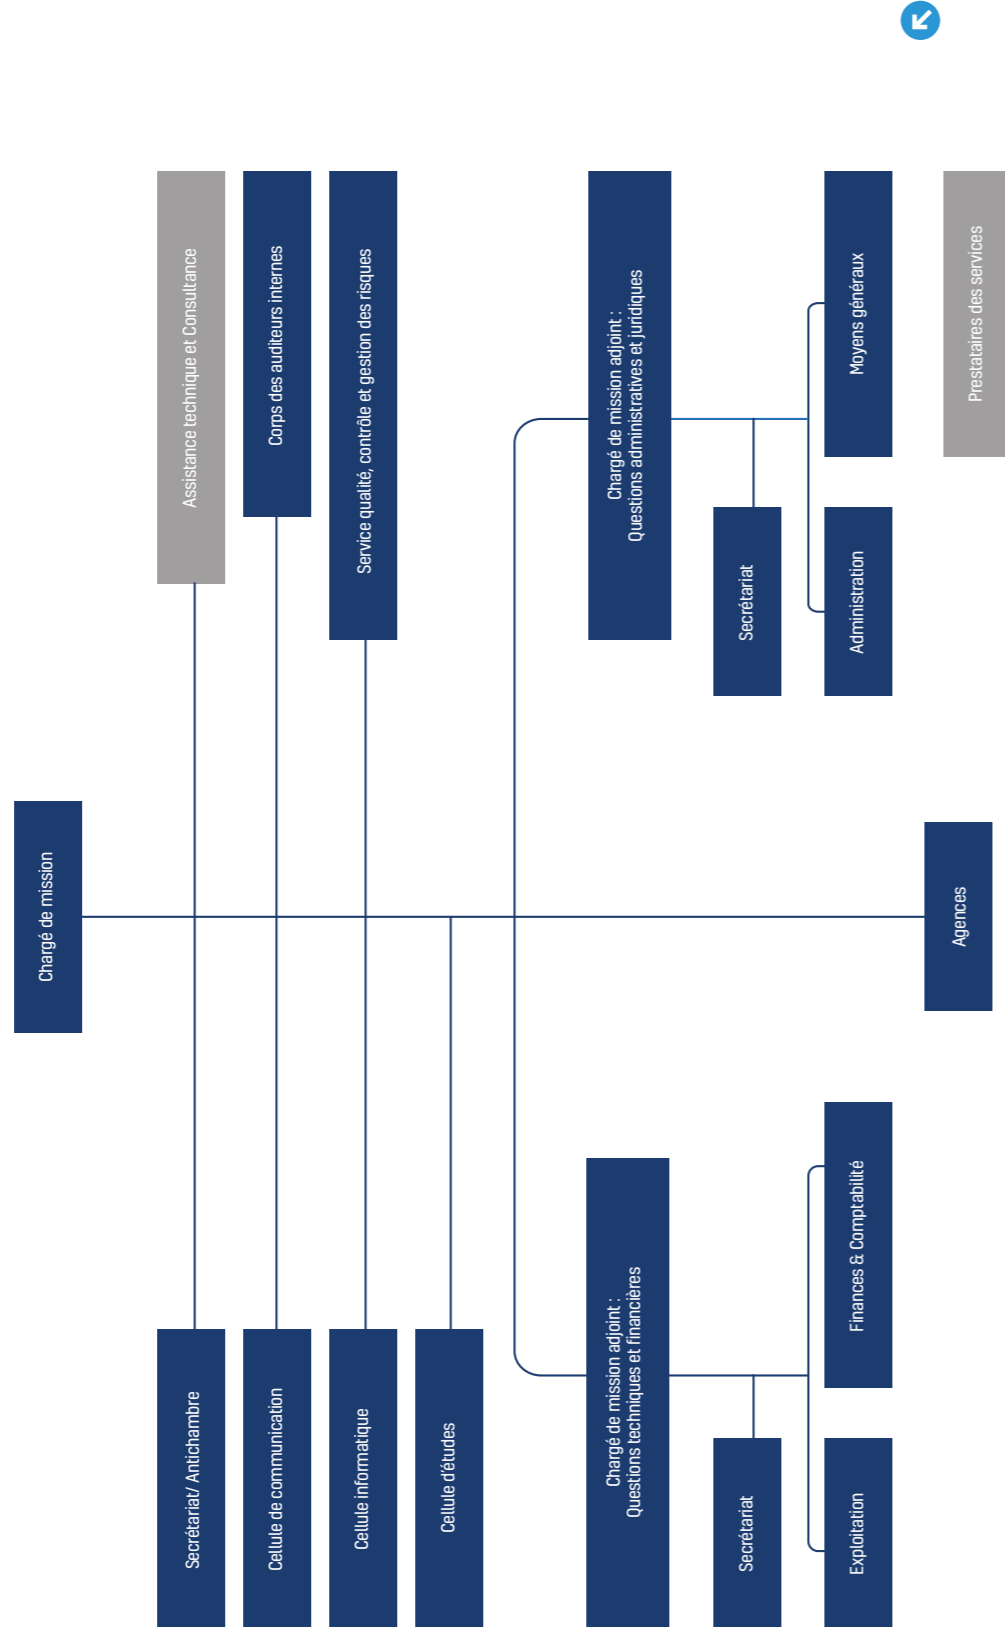 Chargé de mission
Secrétariat/ Antichambre
Assistance technique et Consultance
Cellule de communication
Corps des auditeurs internes
Cellule informatique
Service qualité, contrôle et gestion des risques
Cellule d'études
Chargé de mission adjoint :
Questions techniques et financières
Chargé de mission adjoint :
Questions administratives et juridiques
Secrétariat
Secrétariat
Exploitation
Finances & Comptabilité
Administration
Moyens généraux
Agences
Prestataires des services